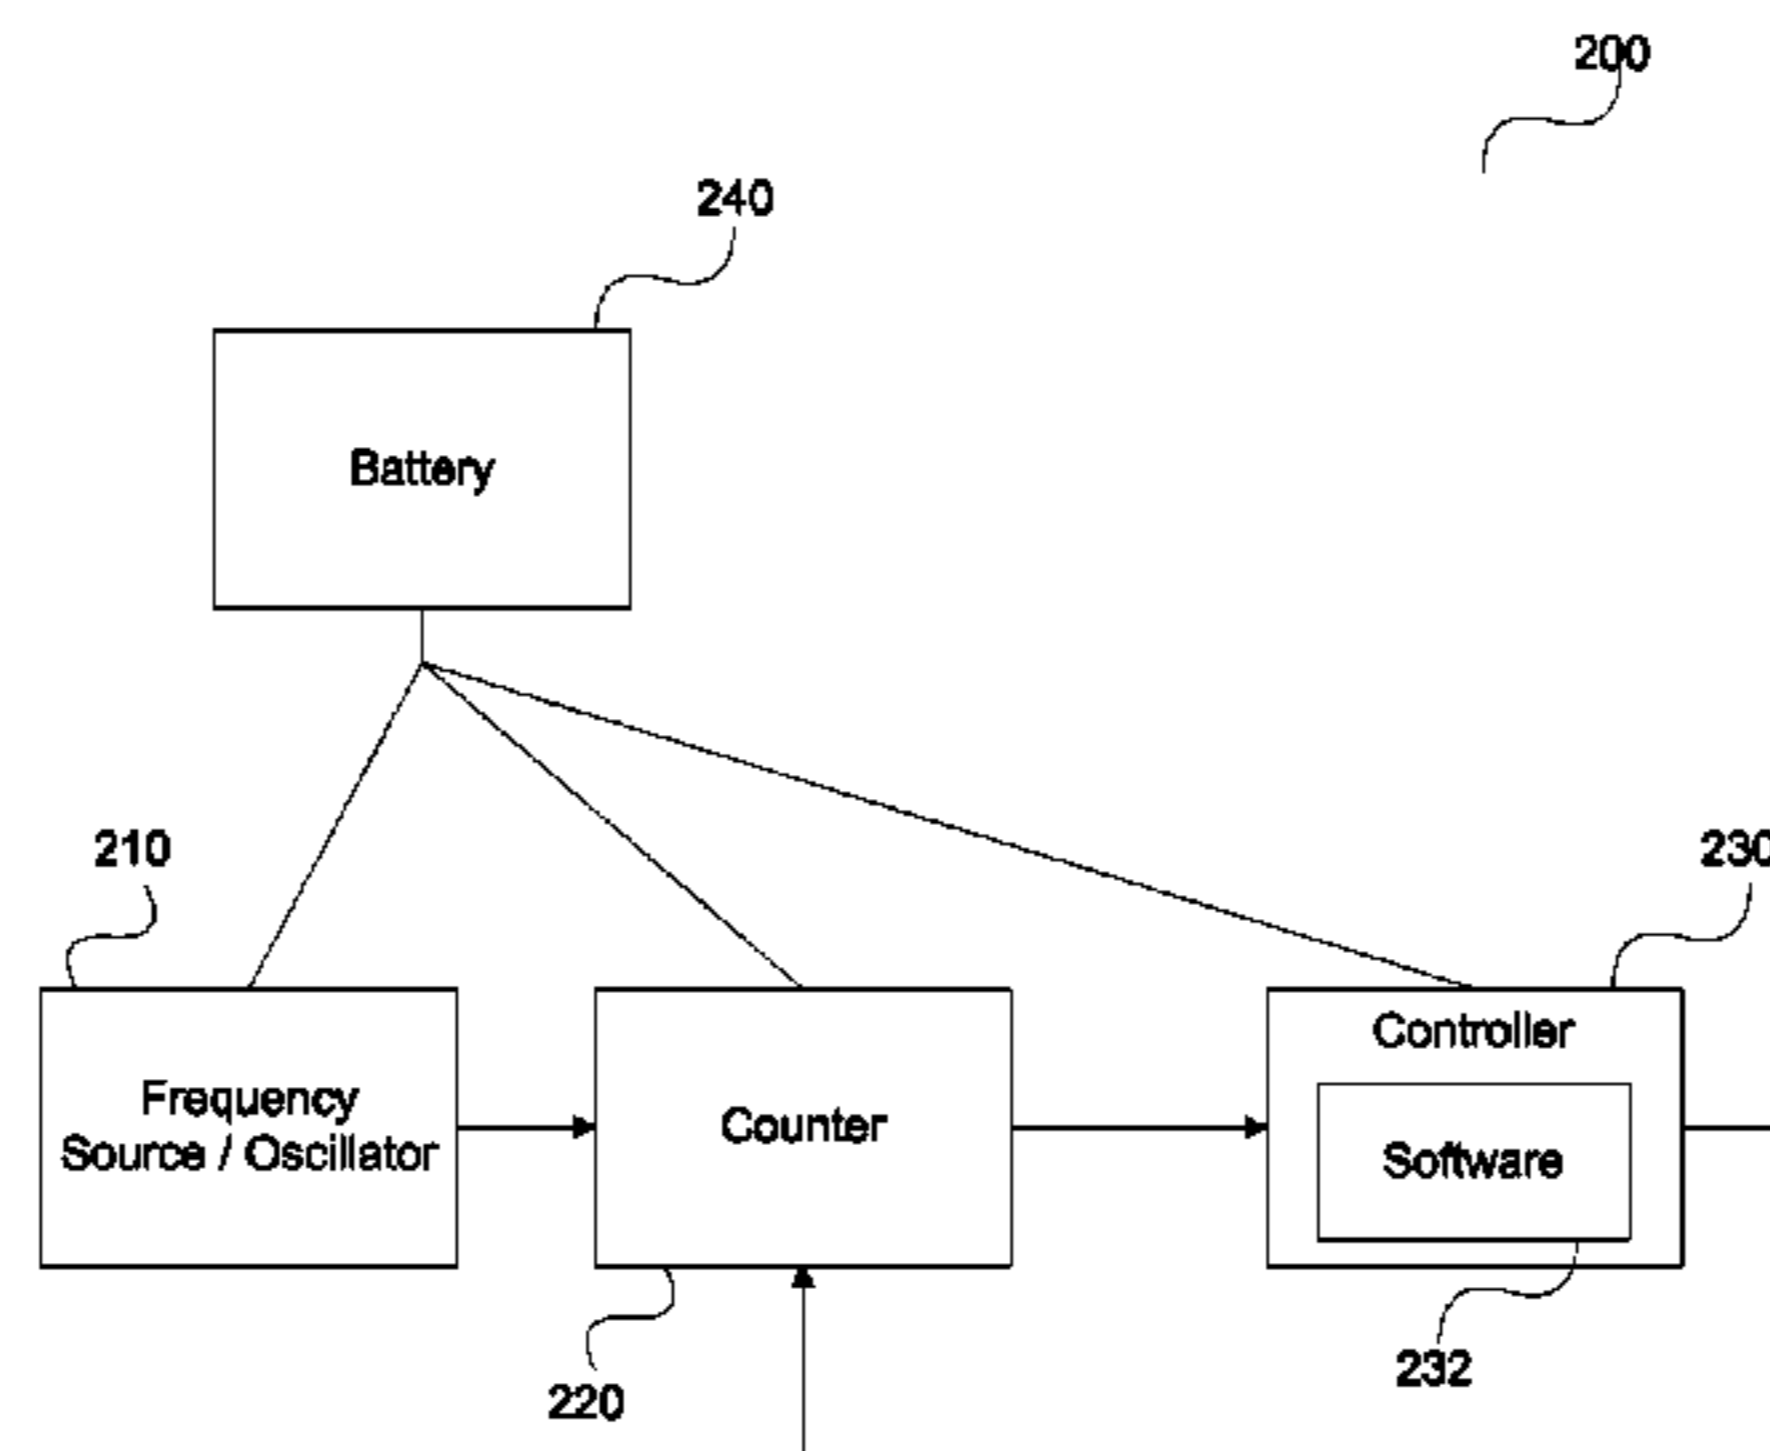 200
240
Battery
210
230
Controller
Frequency
Source / Oscillator
Counter
Software
232
220